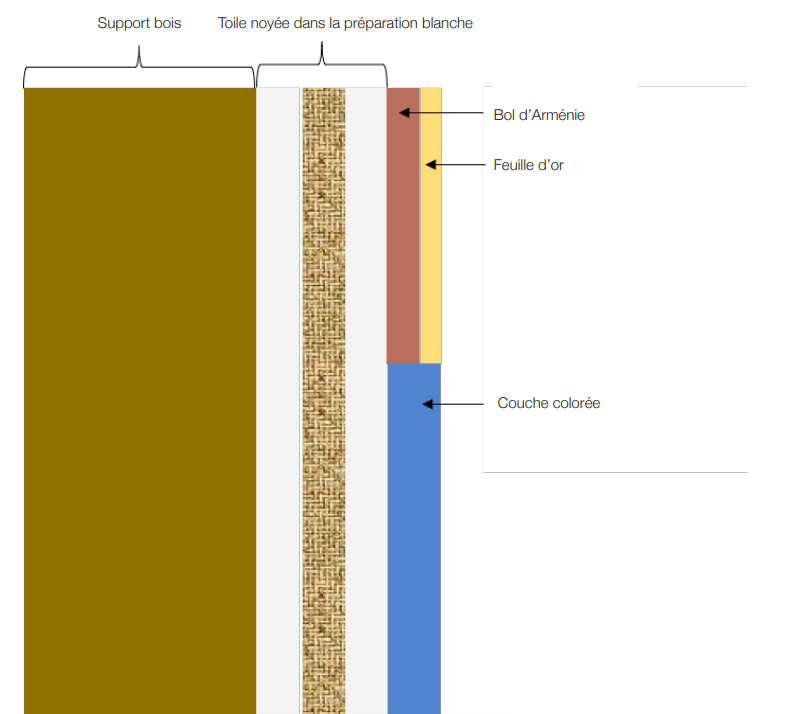 Support bois
Toile noyée dans la préparation blanche
Bol d’Arménie
Feuille d’or
Couche colorée